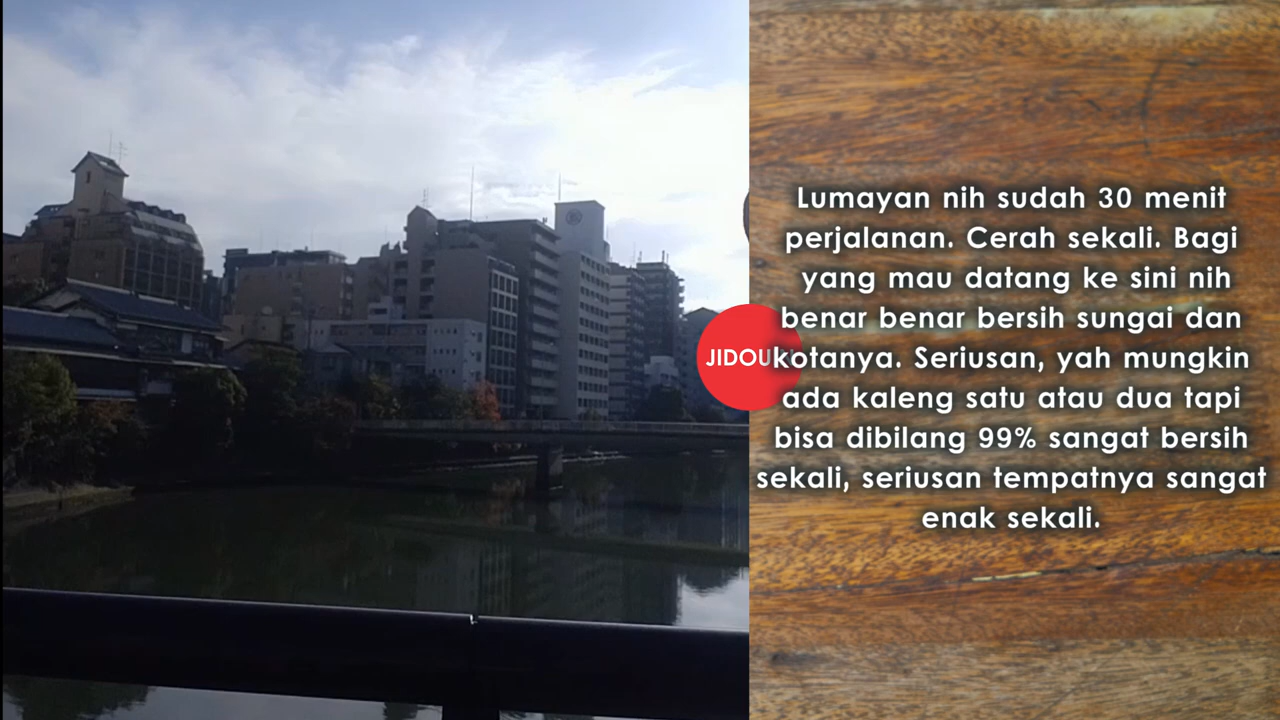 Lumayan nih sudah 30 menit
perjalanan. Cerah sekali. Bagi
yang mau datang ke sini nih
benar benar bersih sungai dan
JIDOU
kotanya. Seriusan, yah mungkin
ada kaleng satu atau dua tapi
bisa dibilang 99% sangat bersih
sekali, seriusan tempatnya sangat
enak sekali.